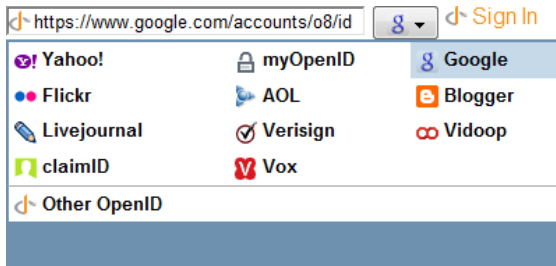 https://www.google.com/accounts/o8/id Sign In
Yahoo! myOpenID Google
Flickr AOL Blogger
Livejournal Verisign Vidoop
claimID Vox
Other OpenID